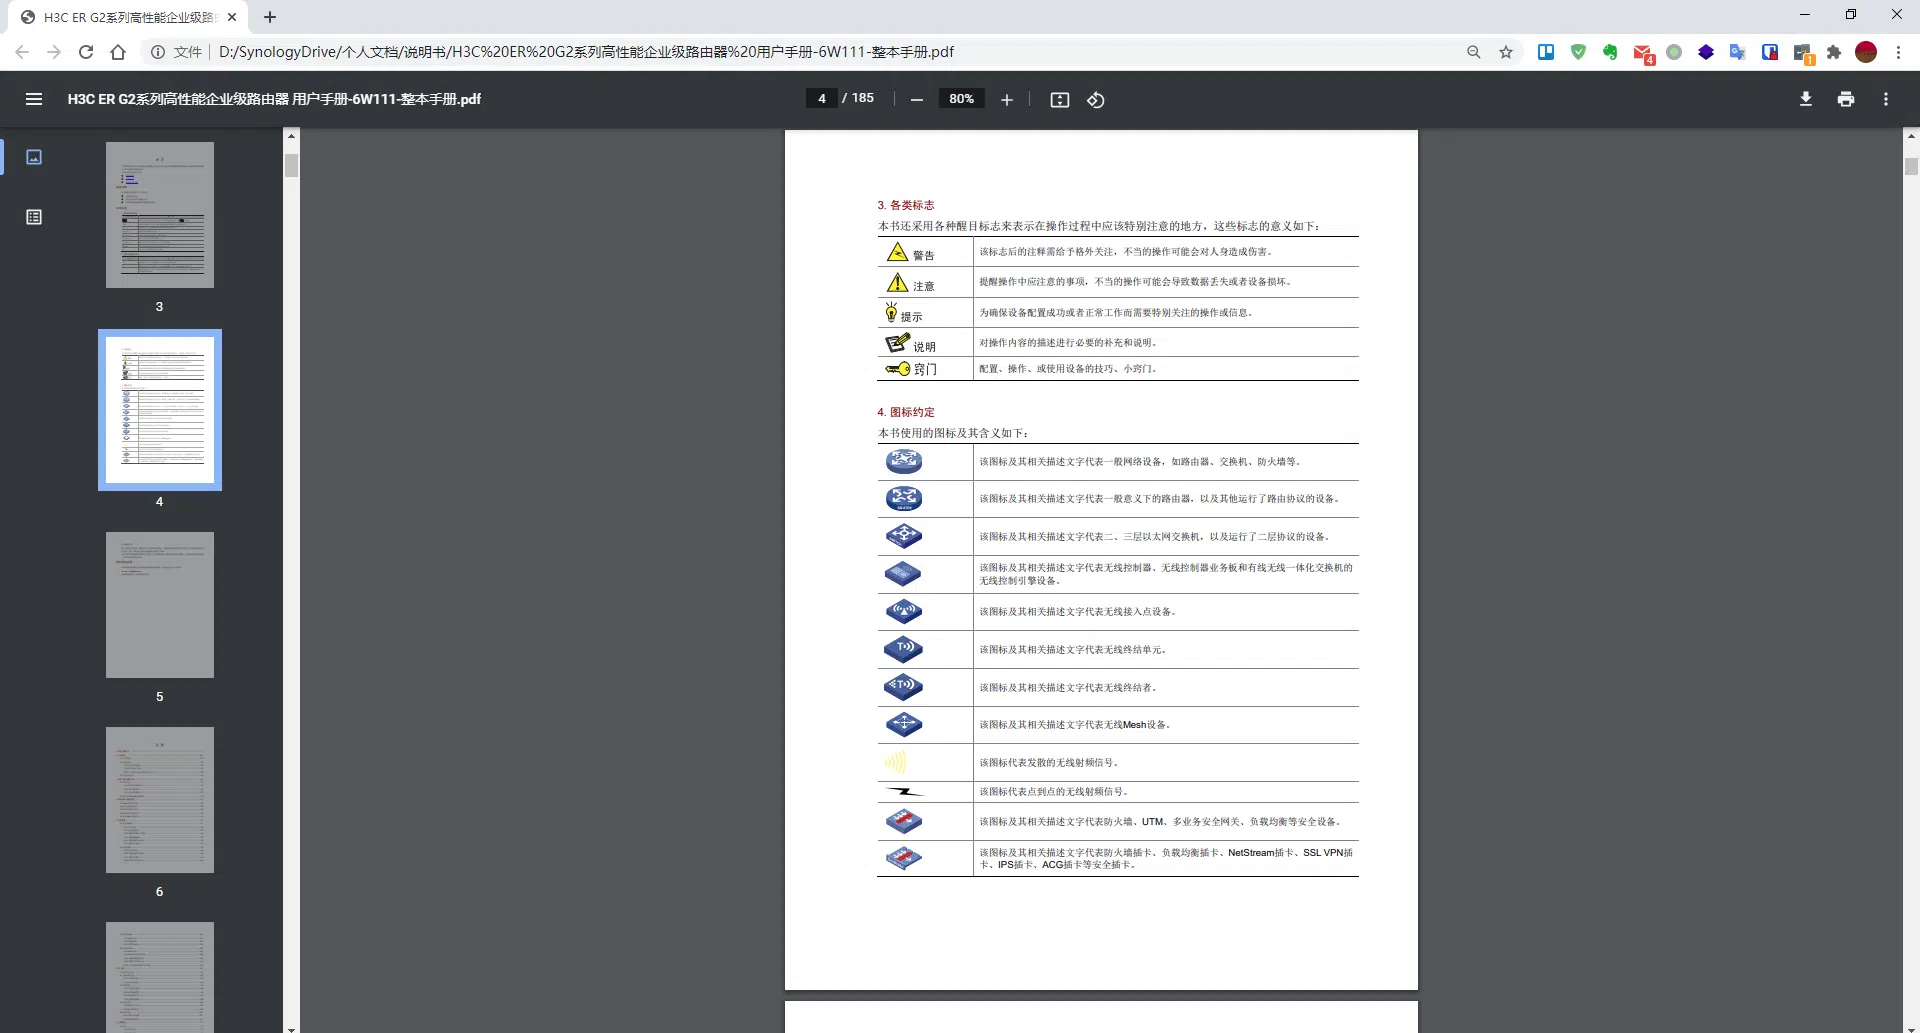 H3C ER G2系列高性能企业级路由
文件
D:/SynologyDrive/个人文档/说明书/H3C%20ER%20G2系列高性能企业级路由器%20用户手册-6W111-整本手册.pdf
4
1
H3C ER G2系列高性能企业级路由器 用户手册-6W111-整本手册.pdf
4 / 185
80%
3
4
5
6
3. 各类标志
本书还采用各种醒目标志来表示在操作过程中应该特别注意的地方，这些标志的意义如下：
警告 该标志后的注释需给予格外关注，不当的操作可能会对人身造成伤害。
注意 提醒操作中应注意的事项，不当的操作可能会导致数据丢失或者设备损坏。
提示 为确保设备配置成功或者正常工作而需要特别关注的操作或信息。
说明 对操作内容的描述进行必要的补充和说明。
窍门 配置、操作、或使用设备的技巧、小窍门。
4. 图标约定
本书使用的图标及其含义如下：
该图标及其相关描述文字代表一般网络设备，如路由器、交换机、防火墙等。
该图标及其相关描述文字代表一般意义下的路由器，以及其他运行了路由协议的设备。
该图标及其相关描述文字代表二、三层以太网交换机，以及运行了二层协议的设备。
该图标及其相关描述文字代表无线控制器、无线控制器业务板和有线无线一体化交换机的
无线控制引擎设备。
该图标及其相关描述文字代表无线接入点设备。
该图标及其相关描述文字代表无线终结单元。
该图标及其相关描述文字代表无线终结者。
该图标及其相关描述文字代表无线Mesh设备。
该图标代表发散的无线射频信号。
该图标代表点到点的无线射频信号。
该图标及其相关描述文字代表防火墙、UTM、多业务安全网关、负载均衡等安全设备。
该图标及其相关描述文字代表防火墙插卡、负载均衡插卡、NetStream插卡、SSL VPN插
卡、IPS插卡、ACG插卡等安全插卡。